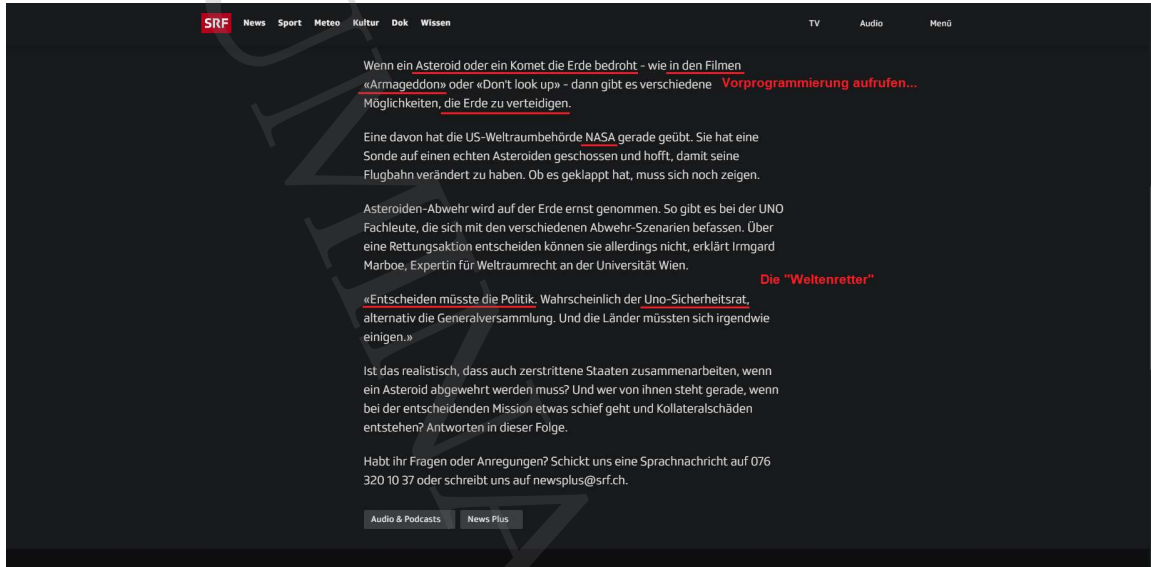 SRF News Sport Meteo Kultur Dok Wissen TV Audio Menü
Wenn ein Asteroid oder ein Komet die Erde bedroht - wie in den Filmen
«Armageddon» oder «Don't look up» - dann gibt es verschiedene Vorprogrammierung aufrufen...
Möglichkeiten, die Erde zu verteidigen.
Eine davon hat die US-Weltraumbehörde NASA gerade geübt. Sie hat eine
Sonde auf einen echten Asteroiden geschossen und hofft, damit seine
Flugbahn verändert zu haben. Ob es geklappt hat, muss sich noch zeigen.
Asteroiden-Abwehr wird auf der Erde ernst genommen. So gibt es bei der UNO
Fachleute, die sich mit den verschiedenen Abwehr-Szenarien befassen. Über
eine Rettungsaktion entscheiden können sie allerdings nicht, erklärt Irmgard
Marboe, Expertin für Weltraumrecht an der Universität Wien.
Die "Weltenretter"
«Entscheiden müsste die Politik. Wahrscheinlich der Uno-Sicherheitsrat,
alternativ die Generalversammlung. Und die Länder müssten sich irgendwie
einigen.»
Ist das realistisch, dass auch zerstrittene Staaten zusammenarbeiten, wenn
ein Asteroid abgewehrt werden muss? Und wer von ihnen steht gerade, wenn
bei der entscheidenden Mission etwas schief geht und Kollateralschäden
entstehen? Antworten in dieser Folge.
Habt ihr Fragen oder Anregungen? Schickt uns eine Sprachnachricht auf 076
320 10 37 oder schreibt uns auf newsplus@srf.ch.
Audio & Podcasts News Plus